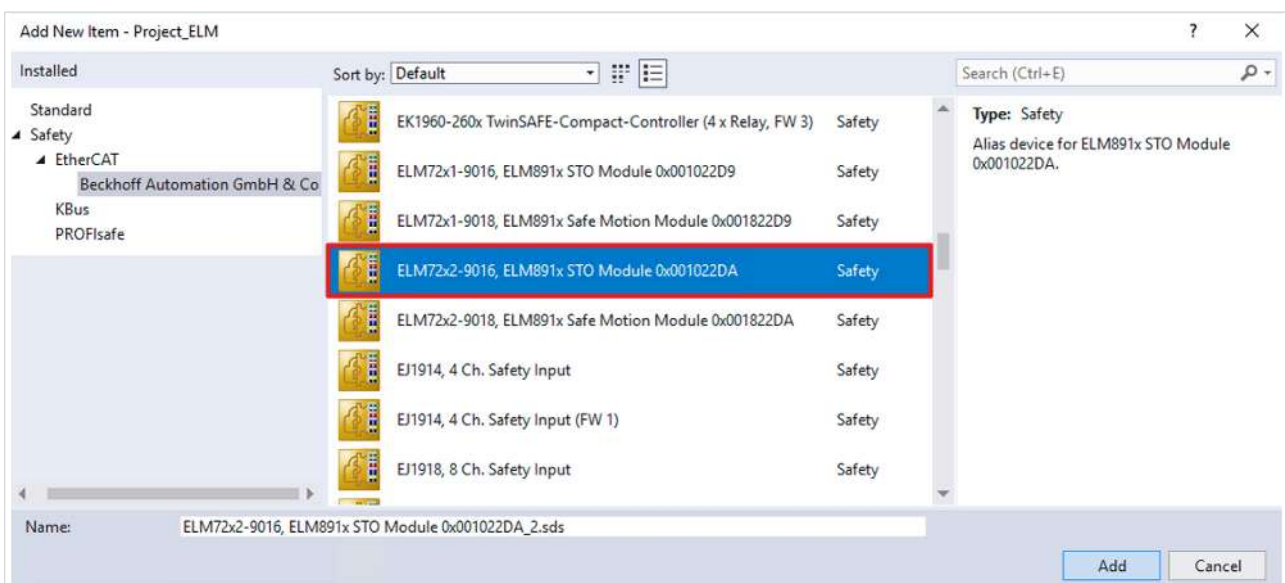 Add New Item - Project_ELM
? ×
Installed
Sort by: Default
Search (Ctrl+E)
Standard
Safety
EtherCAT
Beckhoff Automation GmbH & Co
KBus
PROFIsafe
EK1960-260x TwinSAFE-Compact-Controller (4 x Relay, FW 3) Safety
ELM72x1-9016, ELM891x STO Module 0x001022D9 Safety
ELM72x1-9018, ELM891x Safe Motion Module 0x001822D9 Safety
ELM72x2-9016, ELM891x STO Module 0x001022DA Safety
ELM72x2-9018, ELM891x Safe Motion Module 0x001822DA Safety
EJ1914, 4 Ch. Safety Input Safety
EJ1914, 4 Ch. Safety Input (FW 1) Safety
EJ1918, 8 Ch. Safety Input Safety
Type: Safety
Alias device for ELM891x STO Module
0x001022DA.
Name: ELM72x2-9016, ELM891x STO Module 0x001022DA_2.sds
Add Cancel